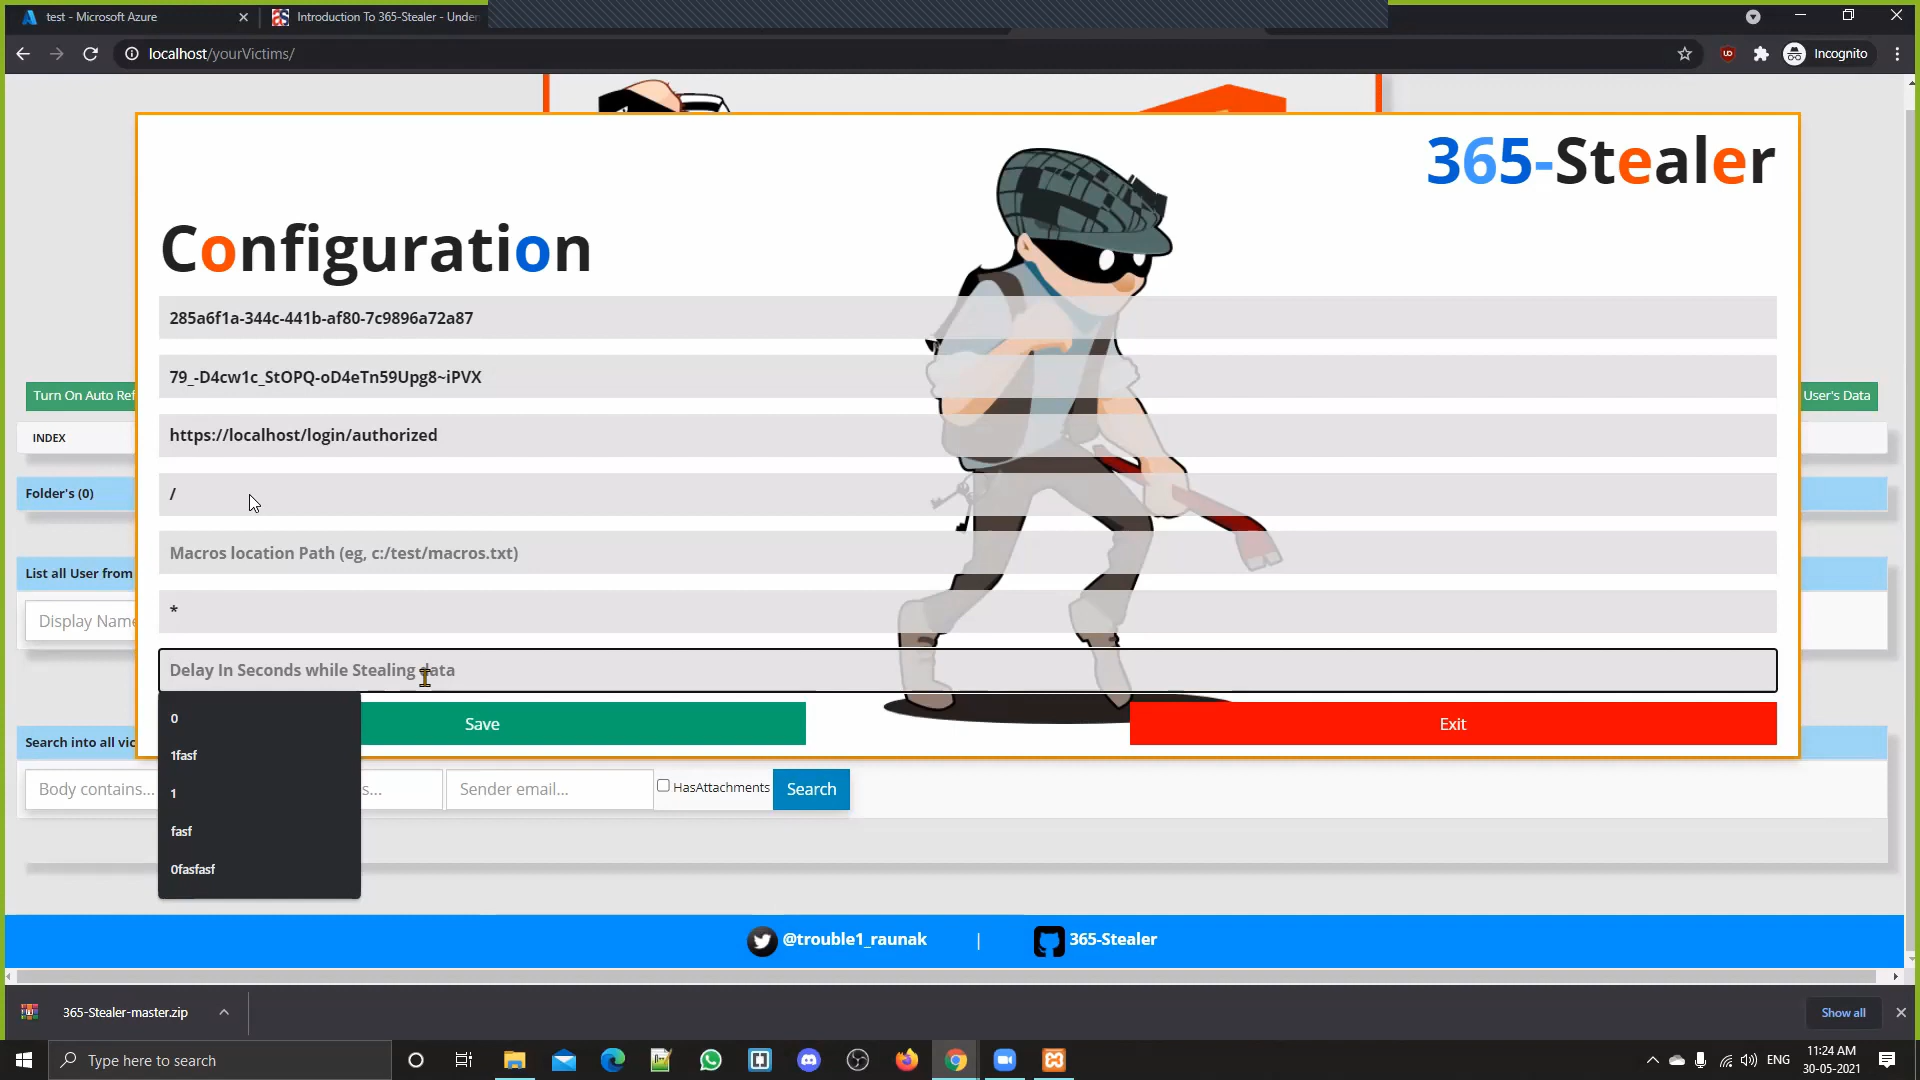 test - Microsoft Azure
Introduction To 365-Stealer - Under
localhost/yourVictims/
Incognito
365-Stealer
Configuration
285a6f1a-344c-441b-af80-7c9896a72a87
79_-D4cw1c_StOPQ-oD4eTn59Upg8~iPVX
https://localhost/login/authorized
Turn On Auto Ref
User's Data
INDEX
Folder's (0)
/
Macros location Path (eg, c:/test/macros.txt)
List all User from
*
Display Name
Delay In Seconds while Stealing data
0
Save
Exit
Search into all vic
1fasf
Body contains...
s...
Sender email...
HasAttachments
Search
1
fasf
0fasfasf
@trouble1_raunak
|
365-Stealer
365-Stealer-master.zip
Show all
Type here to search
ENG
11:24 AM
30-05-2021